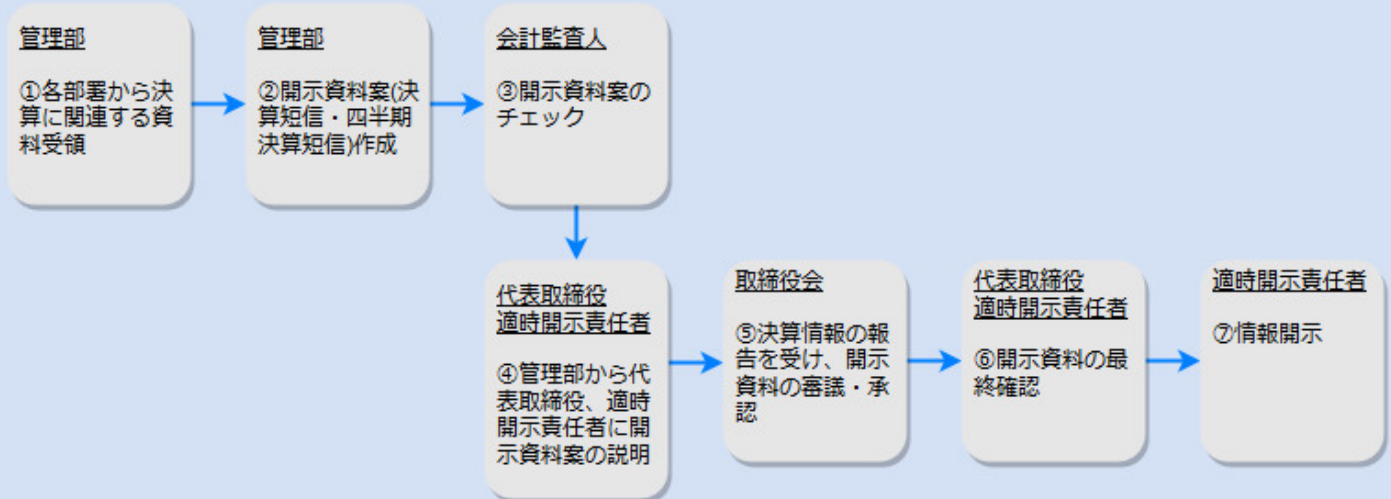 管理部
①各部署から決
算に関連する資
料受領
管理部
②開示資料案(決
算短信・四半期
決算短信)作成
会計監査人
③開示資料案の
チェック
代表取締役
適時開示責任者
④管理部から代
表取締役、適時
開示責任者に開
示資料案の説明
取締役会
⑤決算情報の報
告を受け、開示
資料の審議・承
認
代表取締役
適時開示責任者
⑥開示資料の最
終確認
適時開示責任者
⑦情報開示